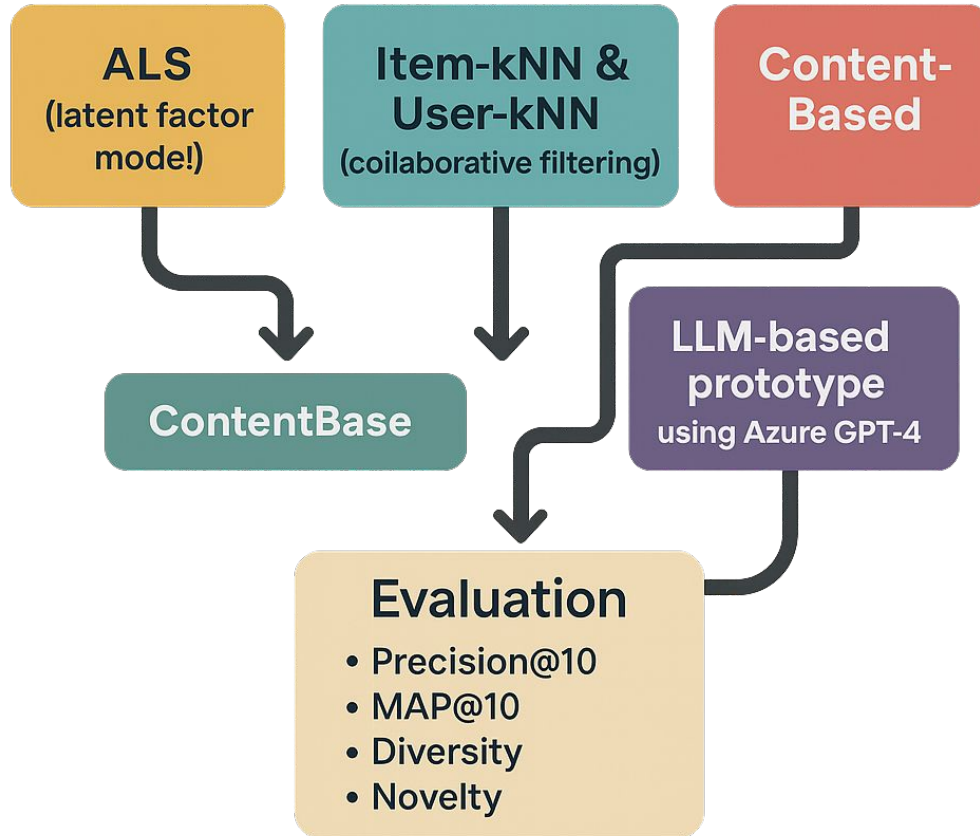 ALS
(latent factor
mode!)
Item-kNN &
User-kNN
(coilaborative filtering)
Content-
Based
LLM-based
prototype
using Azure GPT-4
ContentBase
Evaluation
• Precision@10
• MAP@10
• Diversity
• Novelty